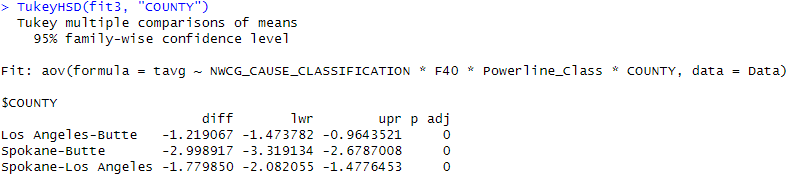 > TukeyHSD(fit3, "COUNTY")
  Tukey multiple comparisons of means
    95% family-wise confidence level

Fit: aov(formula = tavg ~ NWCG_CAUSE_CLASSIFICATION * F40 * Powerline_Class * COUNTY, data = Data)

$COUNTY
                         diff       lwr        upr p adj
Los Angeles-Butte   -1.219067 -1.473782 -0.9643521     0
Spokane-Butte       -2.998917 -3.319134 -2.6787008     0
Spokane-Los Angeles -1.779850 -2.082055 -1.4776453     0